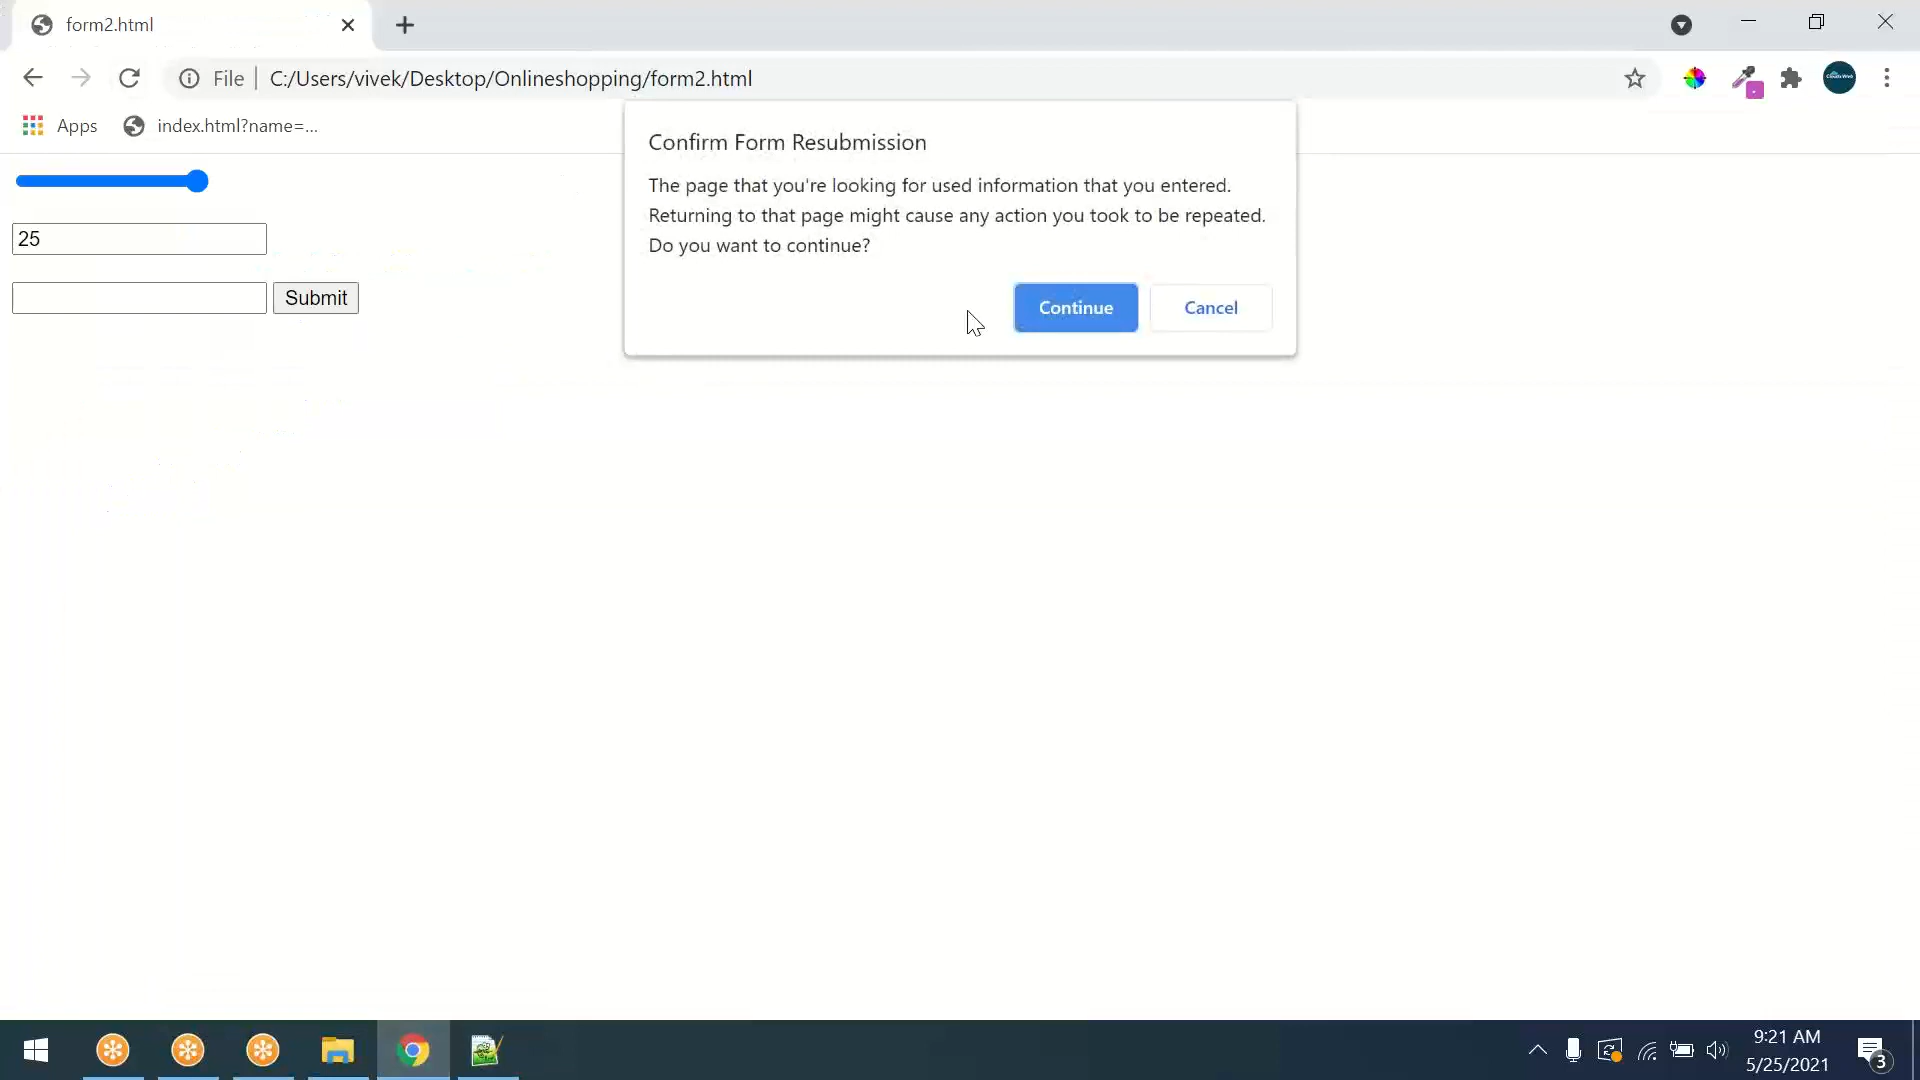 form2.html
File
C:/Users/vivek/Desktop/Onlineshopping/form2.html
Apps
index.html?name=...
Confirm Form Resubmission
The page that you're looking for used information that you entered.
Returning to that page might cause any action you took to be repeated.
Do you want to continue?
Continue
Cancel
25
Submit
9:21 AM
5/25/2021
3